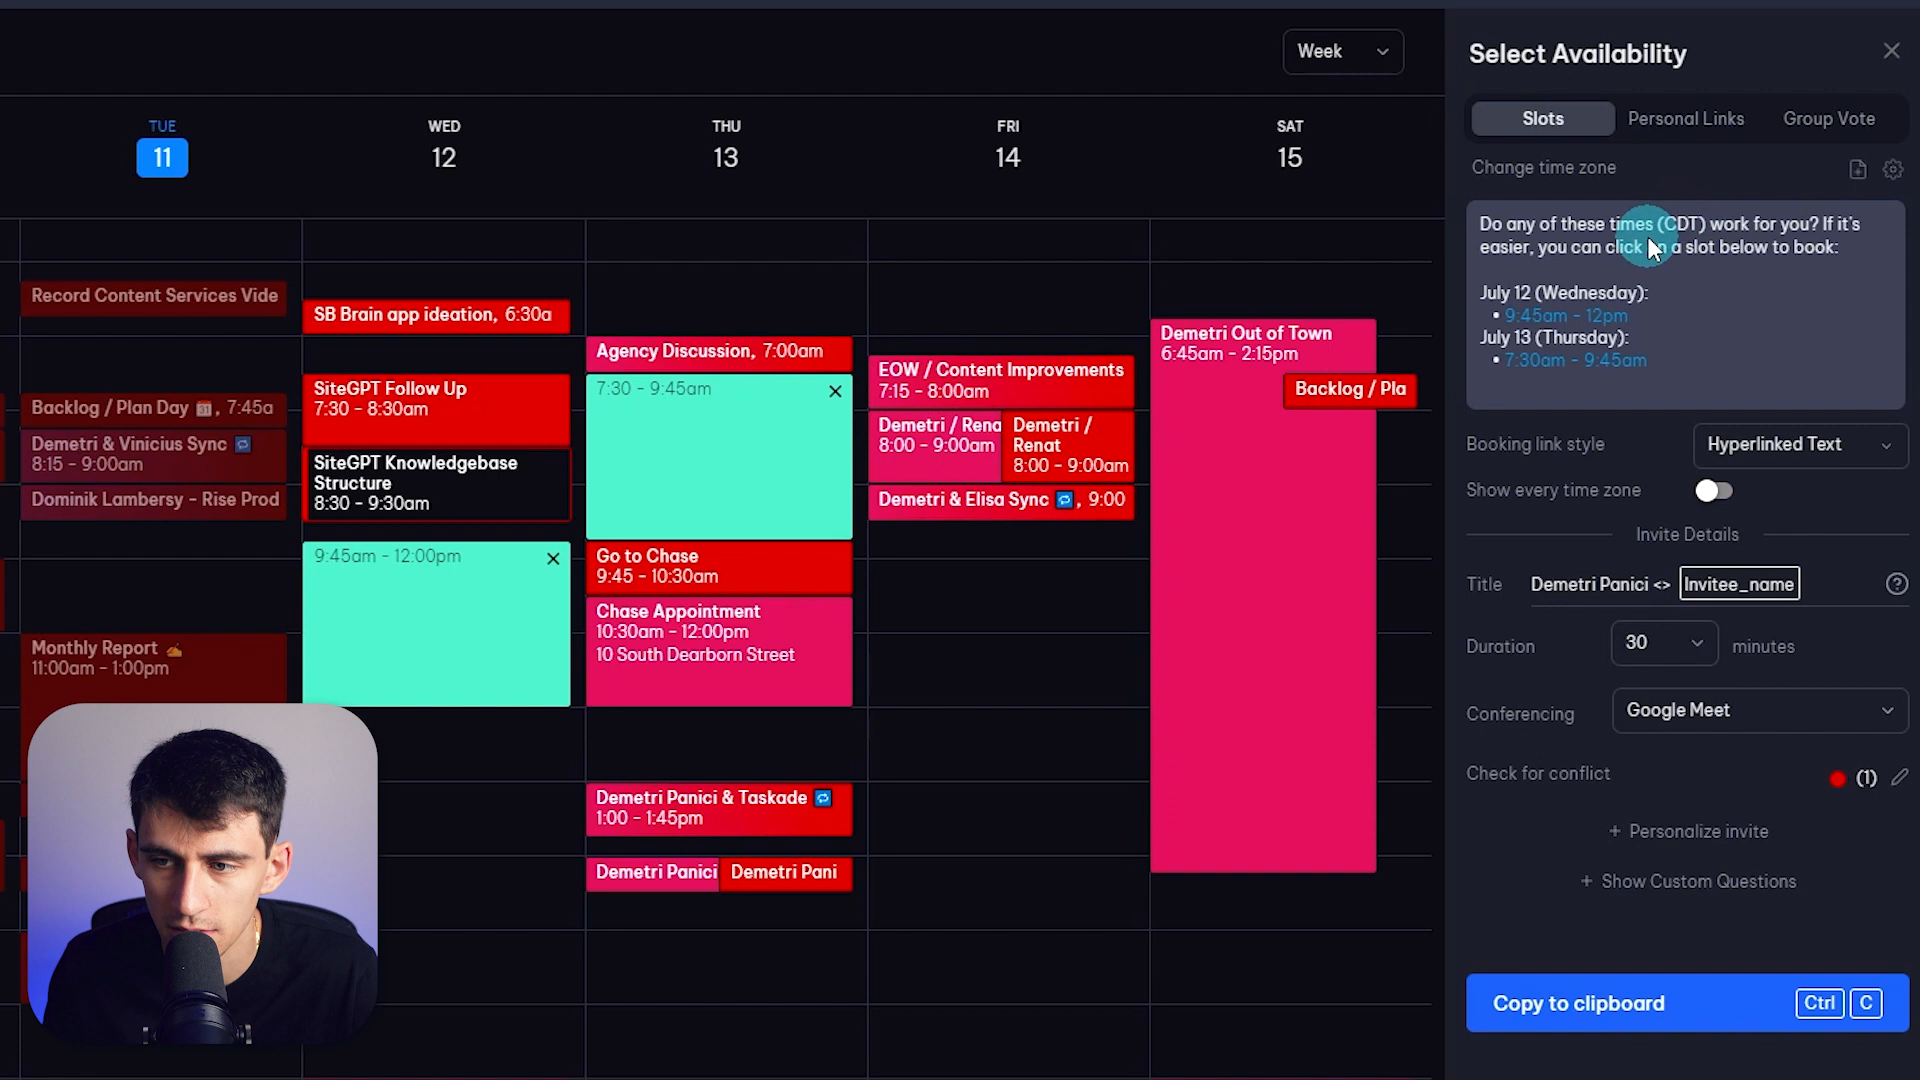 Week
TUE
11
WED
12
THU
13
FRI
14
SAT
15
Record Content Services Vide
Backlog / Plan Day , 7:45a
Demetri & Vinicius Sync
8:15 - 9:00am
Dominik Lambersy - Rise Prod
Monthly Report
11:00am - 1:00pm
SB Brain app ideation, 6:30a
SiteGPT Follow Up
7:30 - 8:30am
SiteGPT Knowledgebase
Structure
8:30 - 9:30am
9:45am - 12:00pm
Agency Discussion, 7:00am
7:30 - 9:45am
Go to Chase
9:45 - 10:30am
Chase Appointment
10:30am - 12:00pm
10 South Dearborn Street
Demetri Panici & Taskade
1:00 - 1:45pm
Demetri Panici
Demetri Pani
EOW / Content Improvements
7:15 - 8:00am
Demetri / Rena
8:00 - 9:00am
Demetri /
Renat
8:00 - 9:00am
Demetri & Elisa Sync , 9:00
Demetri Out of Town
6:45am - 2:15pm
Backlog / Pla
Select Availability
Slots
Personal Links
Group Vote
Change time zone
Do any of these times (CDT) work for you? If it's
easier, you can click on a slot below to book:
July 12 (Wednesday):
• 9:45am - 12pm
July 13 (Thursday):
• 7:30am - 9:45am
Booking link style
Hyperlinked Text
Show every time zone
Invite Details
Title Demetri Panici <> Invitee_name
Duration 30 minutes
Conferencing Google Meet
Check for conflict (1)
+ Personalize invite
+ Show Custom Questions
Copy to clipboard Ctrl C